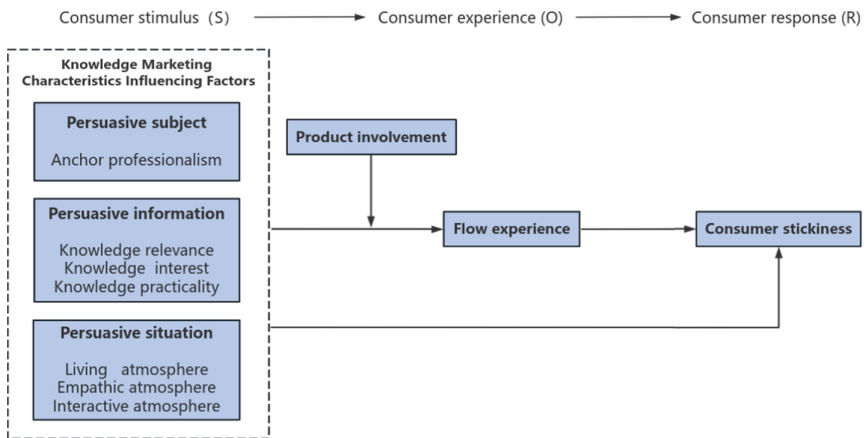 Consumer stimulus (S)
Consumer experience (O)
Consumer response (R)
Knowledge Marketing
Characteristics Influencing Factors
Persuasive subject
Anchor professionalism
Product involvement
Persuasive information
Knowledge relevance
Knowledge interest
Knowledge practicality
Flow experience
Consumer stickiness
Persuasive situation
Living atmosphere
Empathic atmosphere
Interactive atmosphere